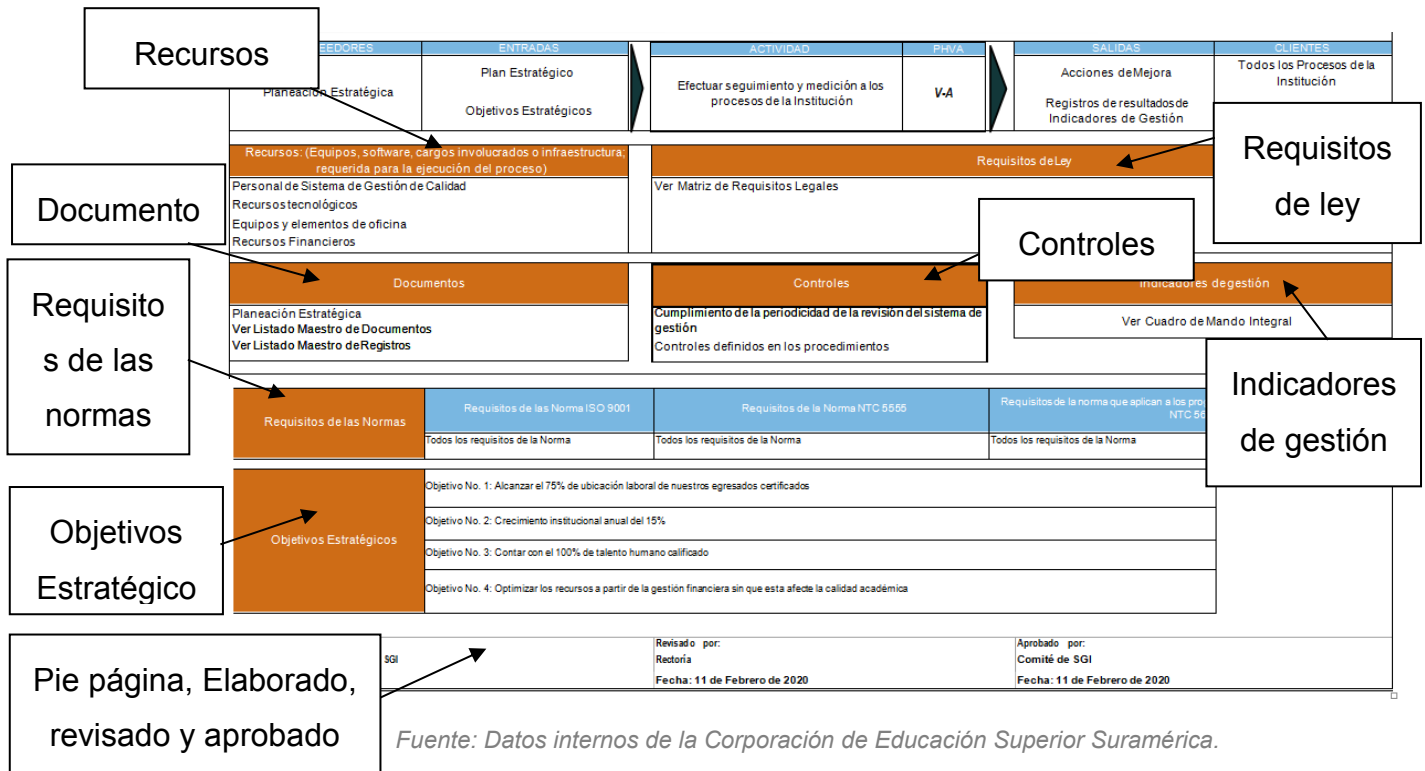 Recursos
ENTRADAS
ACTIVIDAD
PHVA
SALIDAS
CLIENTES
Planeación Estratégica
Plan Estratégico
Objetivos Estratégicos
Efectuar seguimiento y medición a los
procesos de la Institución
V-A
Acciones de Mejora
Registros de resultados de
Indicadores de Gestión
Todos los Procesos de la
Institución
Recursos: (Equipos, software, cargos involucrados o infraestructura;
requerida para la ejecución del proceso)
Requisitos de Ley
Requisitos
de ley
Personal de Sistema de Gestión de Calidad
Recursos tecnológicos
Equipos y elementos de oficina
Recursos Financieros
Ver Matriz de Requisitos Legales
Documento
Controles
Documentos
Controles
Indicadores de gestión
Requisito
s de las
normas
Planeación Estratégica
Ver Listado Maestro de Documentos
Ver Listado Maestro de Registros
Cumplimiento de la periodicidad de la revisión del sistema de
gestión
Controles definidos en los procedimientos
Ver Cuadro de Mando Integral
Indicadores
de gestión
Requisitos de las Normas
Requisitos de las Norma ISO 9001
Requisitos de la Norma NTC 5555
Requisitos de la norma que aplican a los
NTC
Todos los requisitos de la Norma
Todos los requisitos de la Norma
Todos los requisitos de la Norma
Objetivos
Estratégico
Objetivos Estratégicos
Objetivo No. 1: Alcanzar el 75% de ubicación laboral de nuestros egresados certificados
Objetivo No. 2: Crecimiento institucional anual del 15%
Objetivo No. 3: Contar con el 100% de talento humano calificado
Objetivo No. 4: Optimizar los recursos a partir de la gestión financiera sin que esta afecte la calidad académica
Pie página, Elaborado,
revisado y aprobado
SGI
Revisado por:
Rectoría
Fecha: 11 de Febrero de 2020
Aprobado por:
Comité de SGI
Fecha: 11 de Febrero de 2020
Fuente: Datos internos de la Corporación de Educación Superior Suramérica.